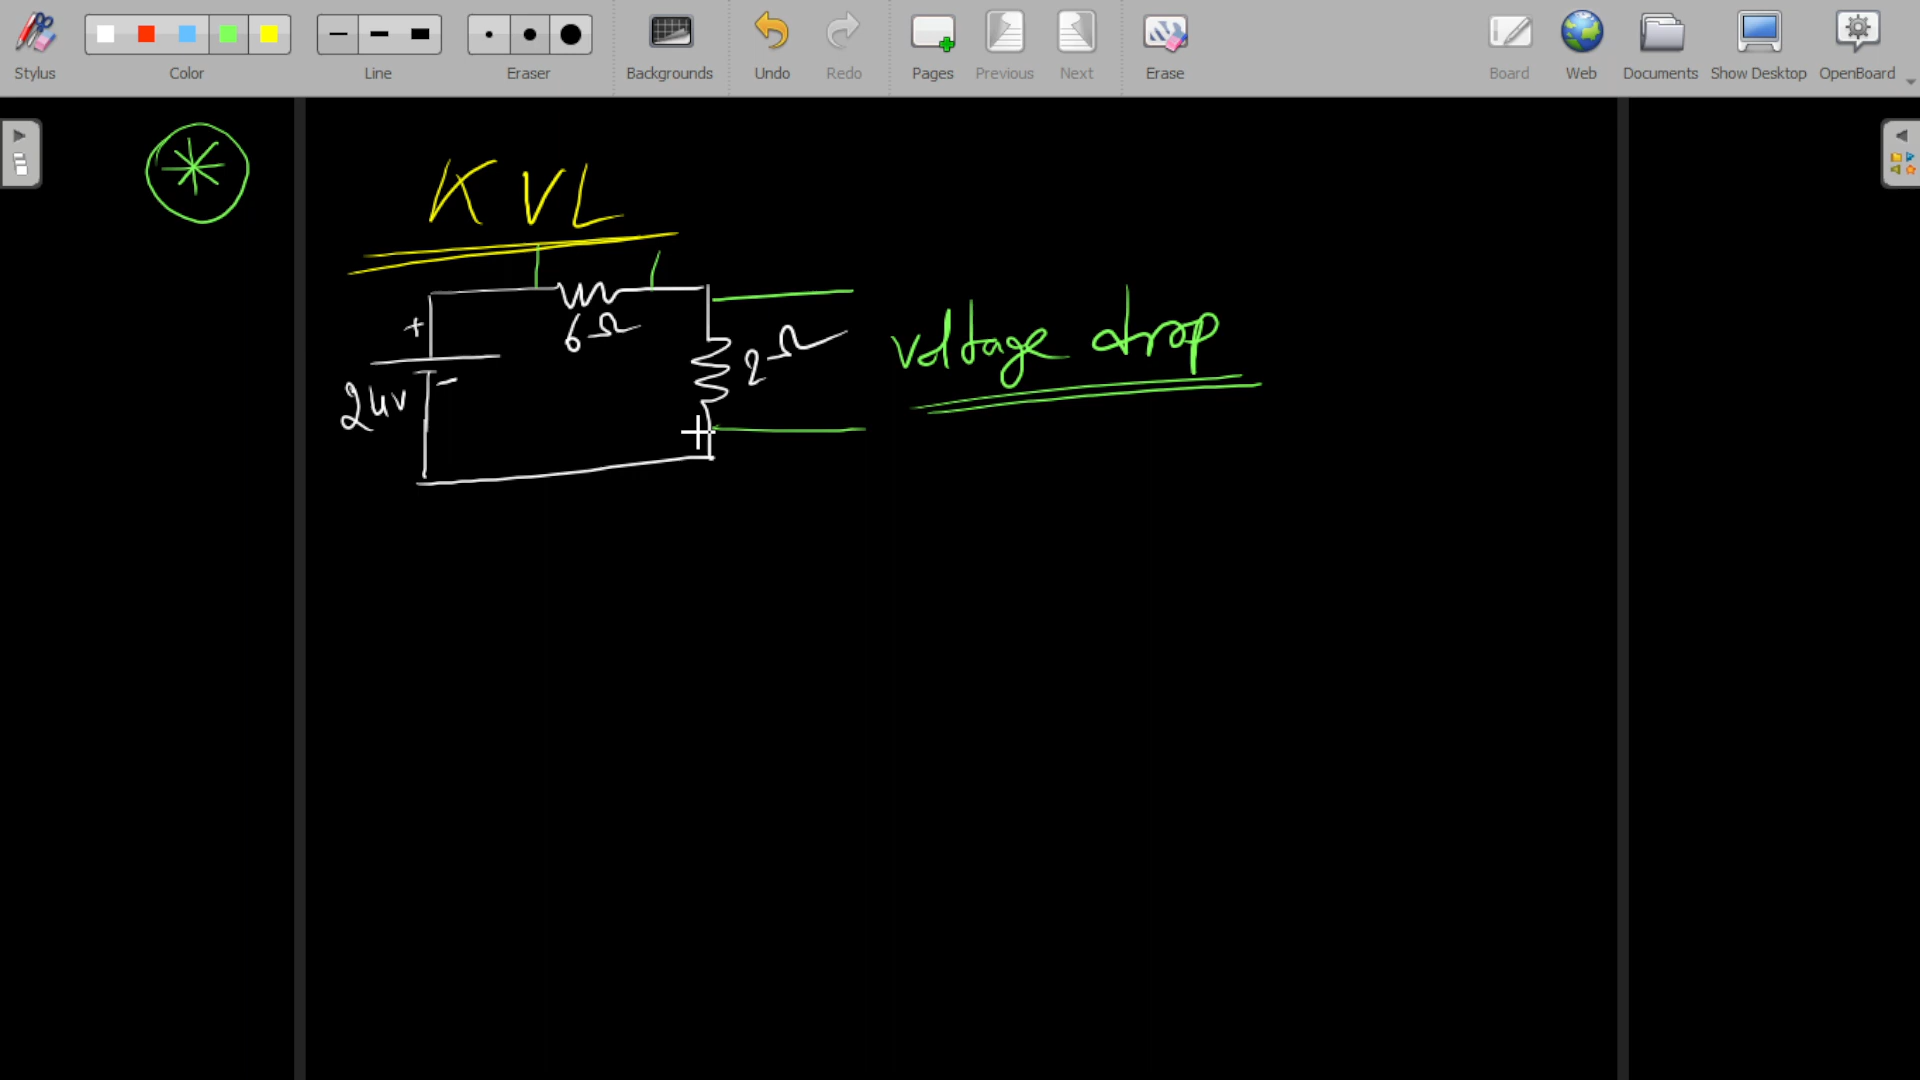 Stylus
Color
Line
Eraser
Backgrounds
Undo
Redo
Pages
Previous
Next
Erase
Board
Web
Documents
Show Desktop
OpenBoard
KVL
6Ω
+
-
24v
2Ω
voltage drop